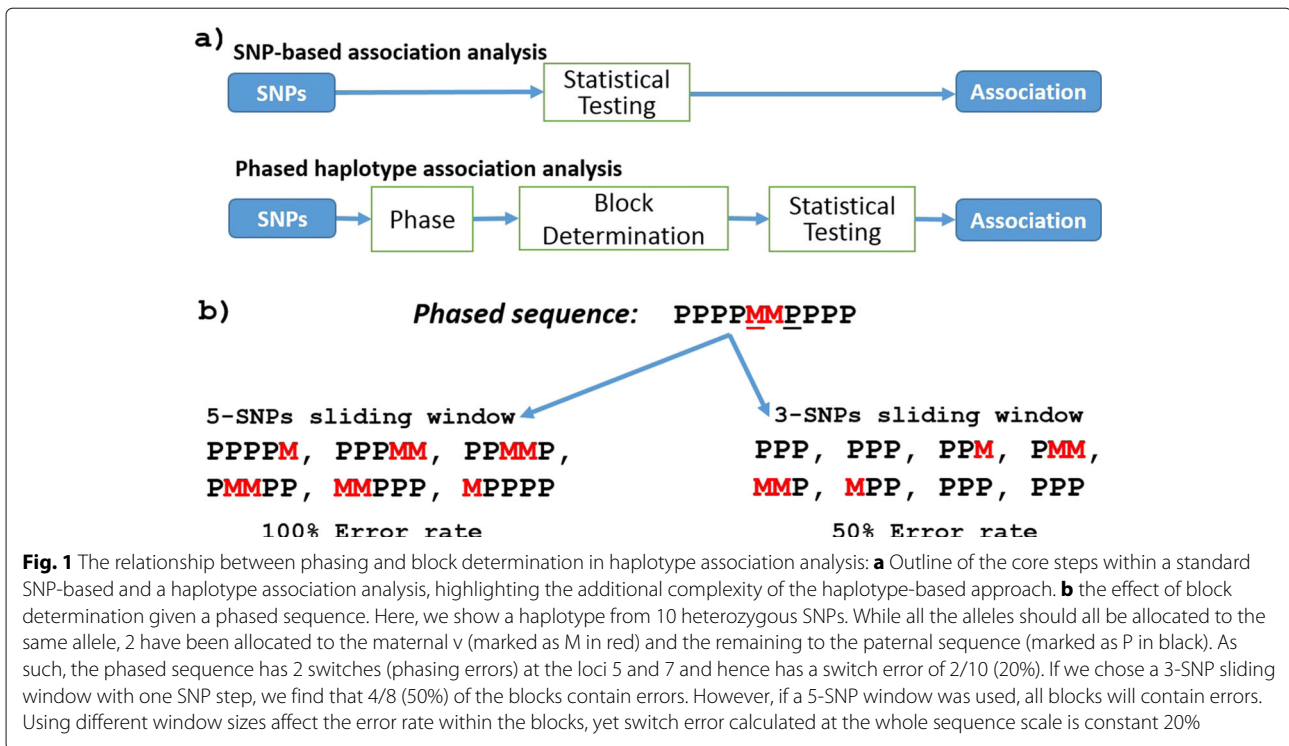 a)
SNP-based association analysis
SNPs
Statistical
Testing
Association
Phased haplotype association analysis
SNPs
Phase
Block
Determination
Statistical
Testing
Association
b)
Phased sequence: PPPPMMPPPP
5-SNPs sliding window
PPPPM, PPPMM, PPMMP,
PMMPP, MMPPP, MPPPP
100% Error rate
3-SNPs sliding window
PPP, PPP, PPM, PMM,
MMP, MPP, PPP, PPP
50% Error rate
Fig. 1 The relationship between phasing and block determination in haplotype association analysis: a Outline of the core steps within a standard
SNP-based and a haplotype association analysis, highlighting the additional complexity of the haplotype-based approach. b the effect of block
determination given a phased sequence. Here, we show a haplotype from 10 heterozygous SNPs. While all the alleles should all be allocated to the
same allele, 2 have been allocated to the maternal v (marked as M in red) and the remaining to the paternal sequence (marked as P in black). As
such, the phased sequence has 2 switches (phasing errors) at the loci 5 and 7 and hence has a switch error of 2/10 (20%). If we chose a 3-SNP sliding
window with one SNP step, we find that 4/8 (50%) of the blocks contain errors. However, if a 5-SNP window was used, all blocks will contain errors.
Using different window sizes affect the error rate within the blocks, yet switch error calculated at the whole sequence scale is constant 20%